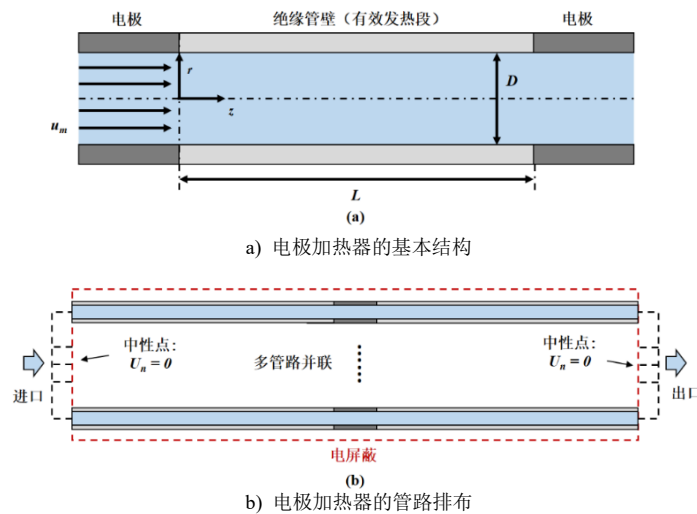 电极 绝缘管壁（有效发热段） 电极
r
D
z
u_m
L
(a)
a) 电极加热器的基本结构
中性点：
U_n = 0
多管路并联
中性点：
U_n = 0
进口
出口
电屏蔽
(b)
b) 电极加热器的管路排布